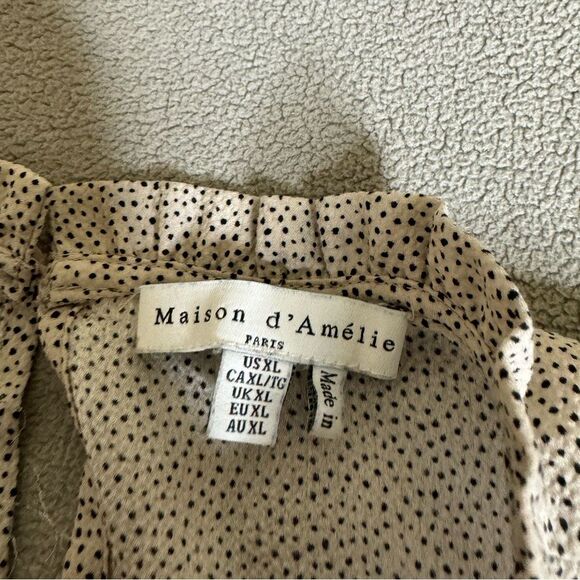 Maison d'Amélie
PARIS
US XL
CA XL/TG
UK XL
EU XL
AU XL
Made in